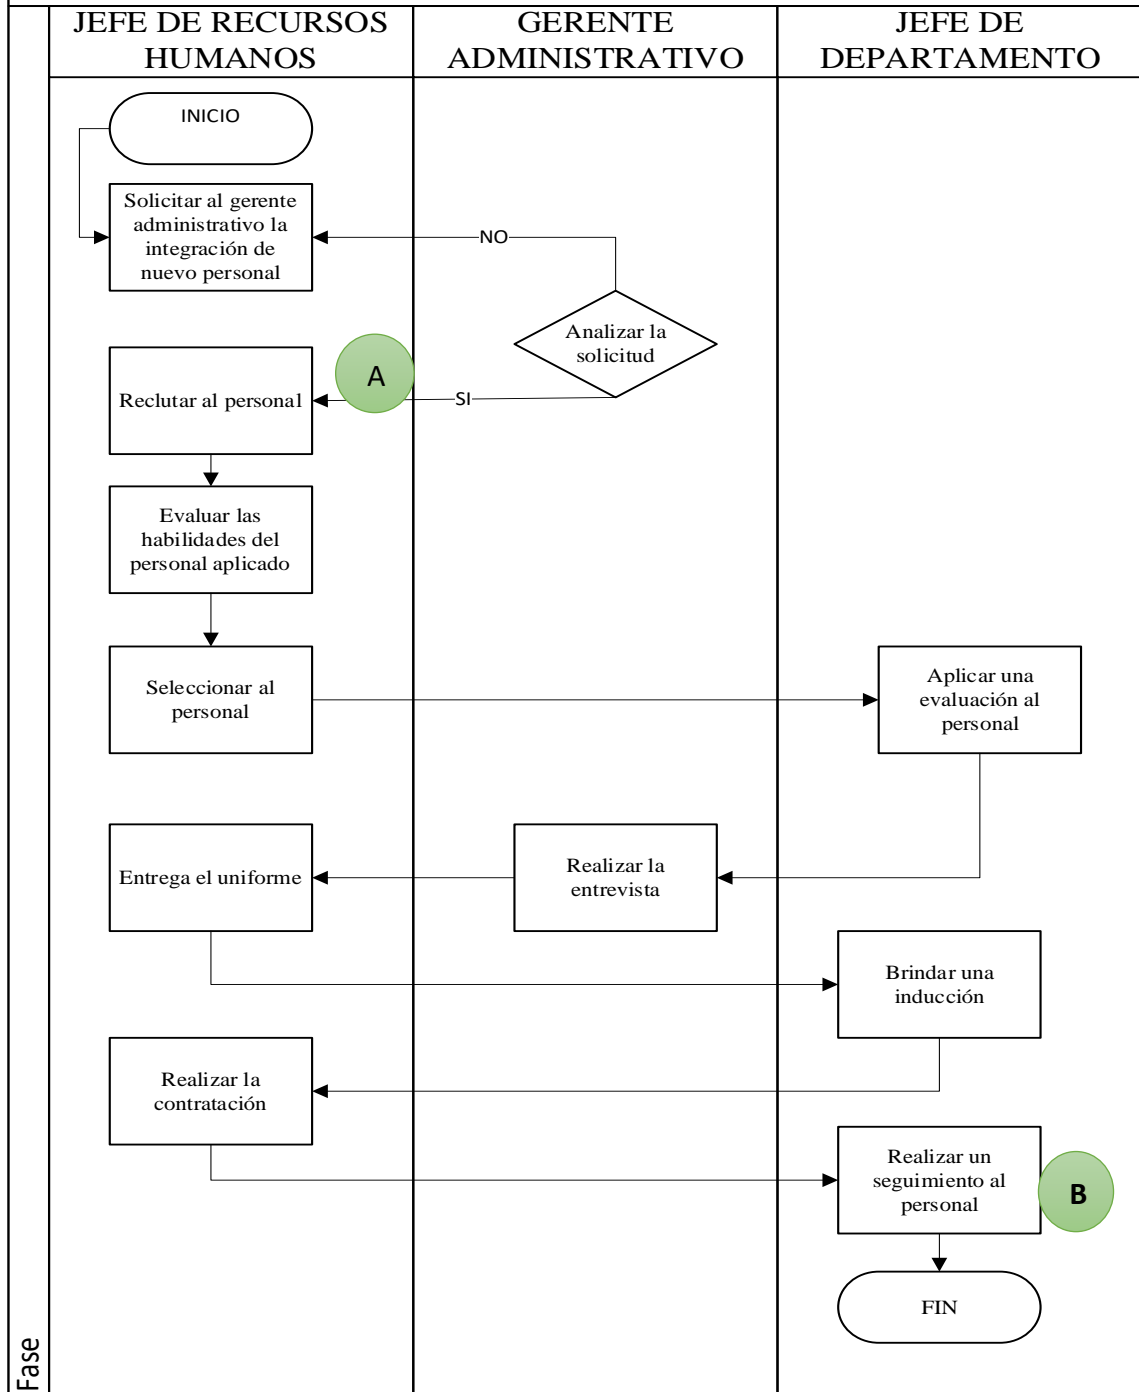 JEFE DE RECURSOS
HUMANOS
GERENTE
ADMINISTRATIVO
JEFE DE
DEPARTAMENTO
INICIO
Solicitar al gerente
administrativo la
integración de
nuevo personal
NO
Analizar la
solicitud
A
Reclutar al personal
SI
Evaluar las
habilidades del
personal aplicado
Seleccionar al
personal
Aplicar una
evaluación al
personal
Entrega el uniforme
Realizar la
entrevista
Brindar una
inducción
Realizar la
contratación
Realizar un
seguimiento al
personal
B
FIN
Fase